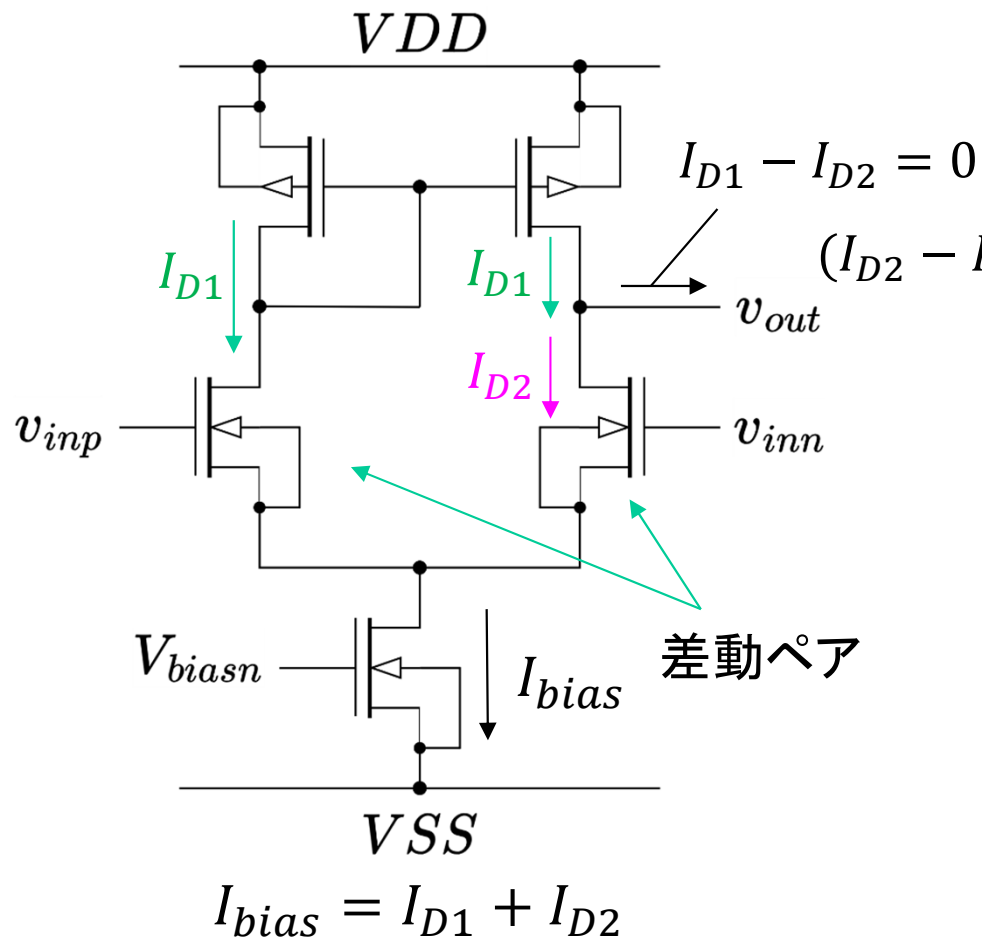 VDD
I_{D1} − I_{D2} = 0
(I_{D2} −
I_{D1}
I_{D1}
v_{out}
I_{D2}
v_{inp}
v_{inn}
差動ペア
V_{biasn}
I_{bias}
VSS
I_{bias} = I_{D1} + I_{D2}